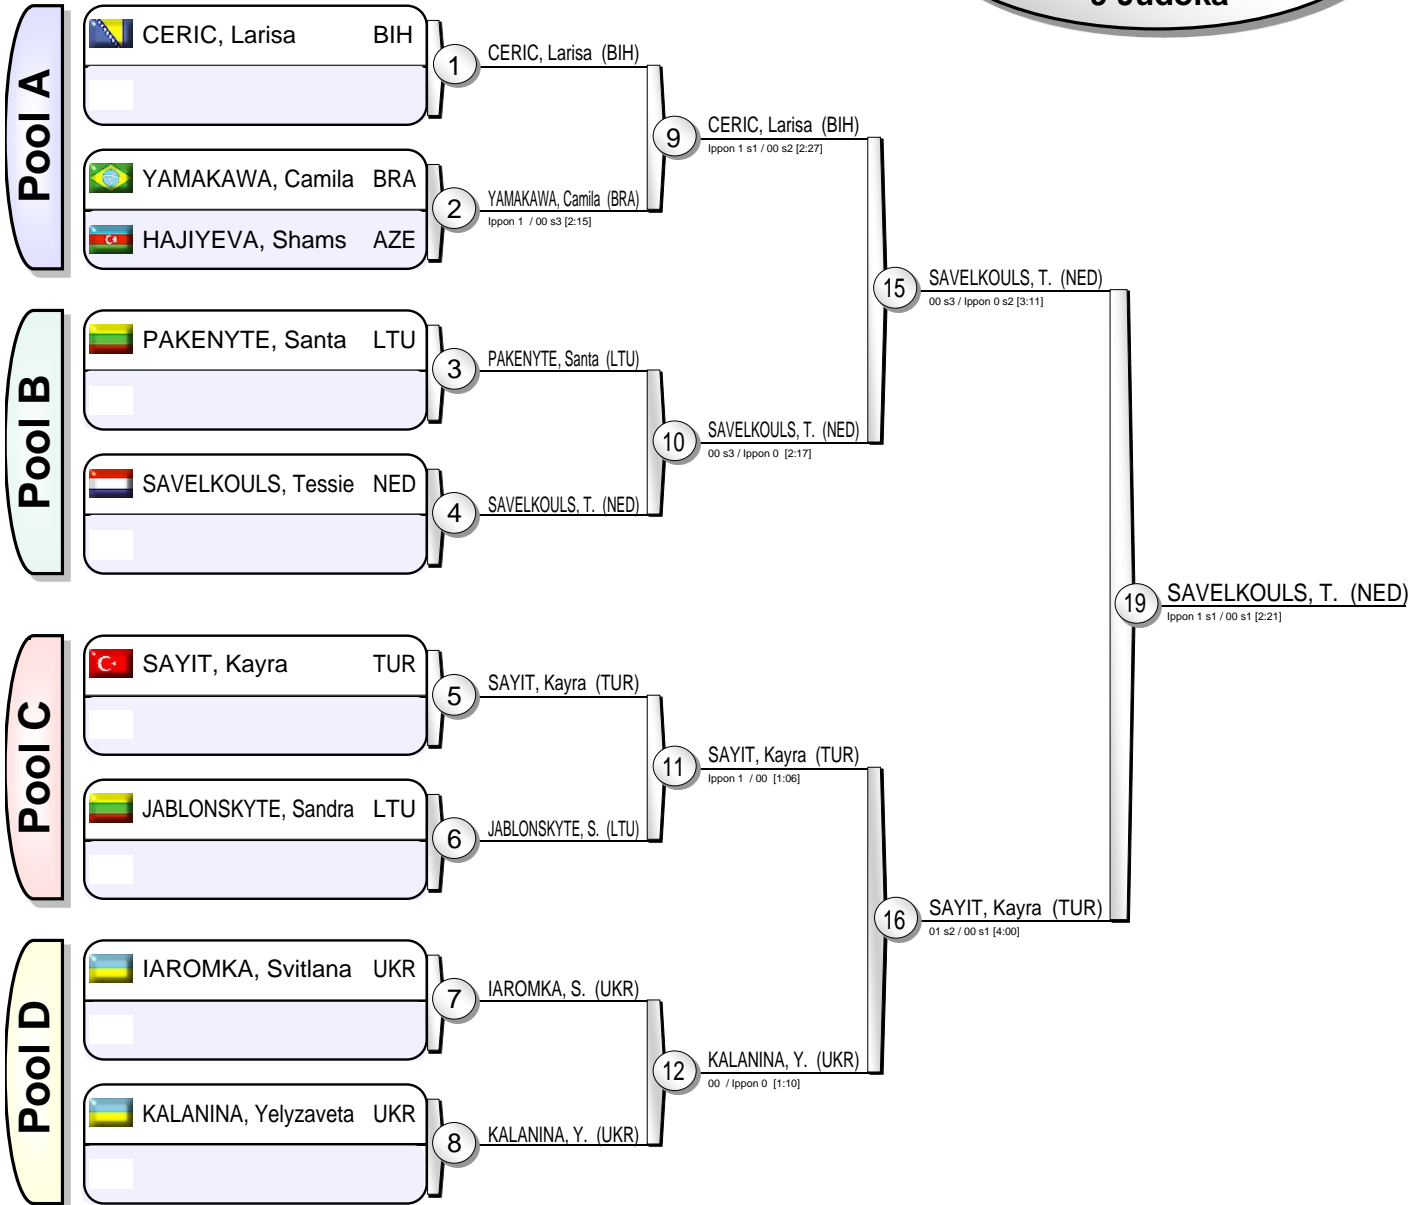 9 Judoka
Pool A
CERIC, Larisa BIH
YAMAKAWA, Camila BRA
HAJIYEVA, Shams AZE
1
CERIC, Larisa (BIH)
2
YAMAKAWA, Camila (BRA)
Ippon 1 / 00 s3 [2:15]
9
CERIC, Larisa (BIH)
Ippon 1 s1 / 00 s2 [2:27]
Pool B
PAKENYTE, Santa LTU
SAVELKOULS, Tessie NED
3
PAKENYTE, Santa (LTU)
4
SAVELKOULS, T. (NED)
10
SAVELKOULS, T. (NED)
00 s3 / Ippon 0 [2:17]
15
SAVELKOULS, T. (NED)
00 s3 / Ippon 0 s2 [3:11]
Pool C
SAYIT, Kayra TUR
JABLONSKYTE, Sandra LTU
5
SAYIT, Kayra (TUR)
6
JABLONSKYTE, S. (LTU)
11
SAYIT, Kayra (TUR)
Ippon 1 / 00 [1:06]
Pool D
IAROMKA, Svitlana UKR
KALANINA, Yelyzaveta UKR
7
IAROMKA, S. (UKR)
8
KALANINA, Y. (UKR)
12
KALANINA, Y. (UKR)
00 / Ippon 0 [1:10]
16
SAYIT, Kayra (TUR)
01 s2 / 00 s1 [4:00]
19
SAVELKOULS, T. (NED)
Ippon 1 s1 / 00 s1 [2:21]